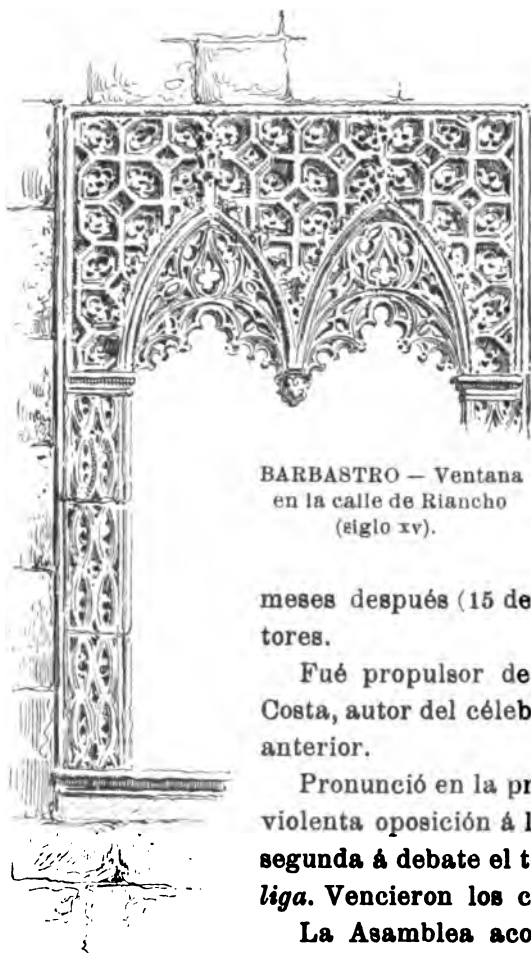 BARBASTRO — Ventana
en la calle de Riancho
(siglo XV).
meses después (15 de
tores.
Fué propulsor de
Costa, autor del céleb
anterior.
Pronunció en la pr
violenta oposición á l
segunda á debate el t
liga. Vencieron los c
La Asamblea aco